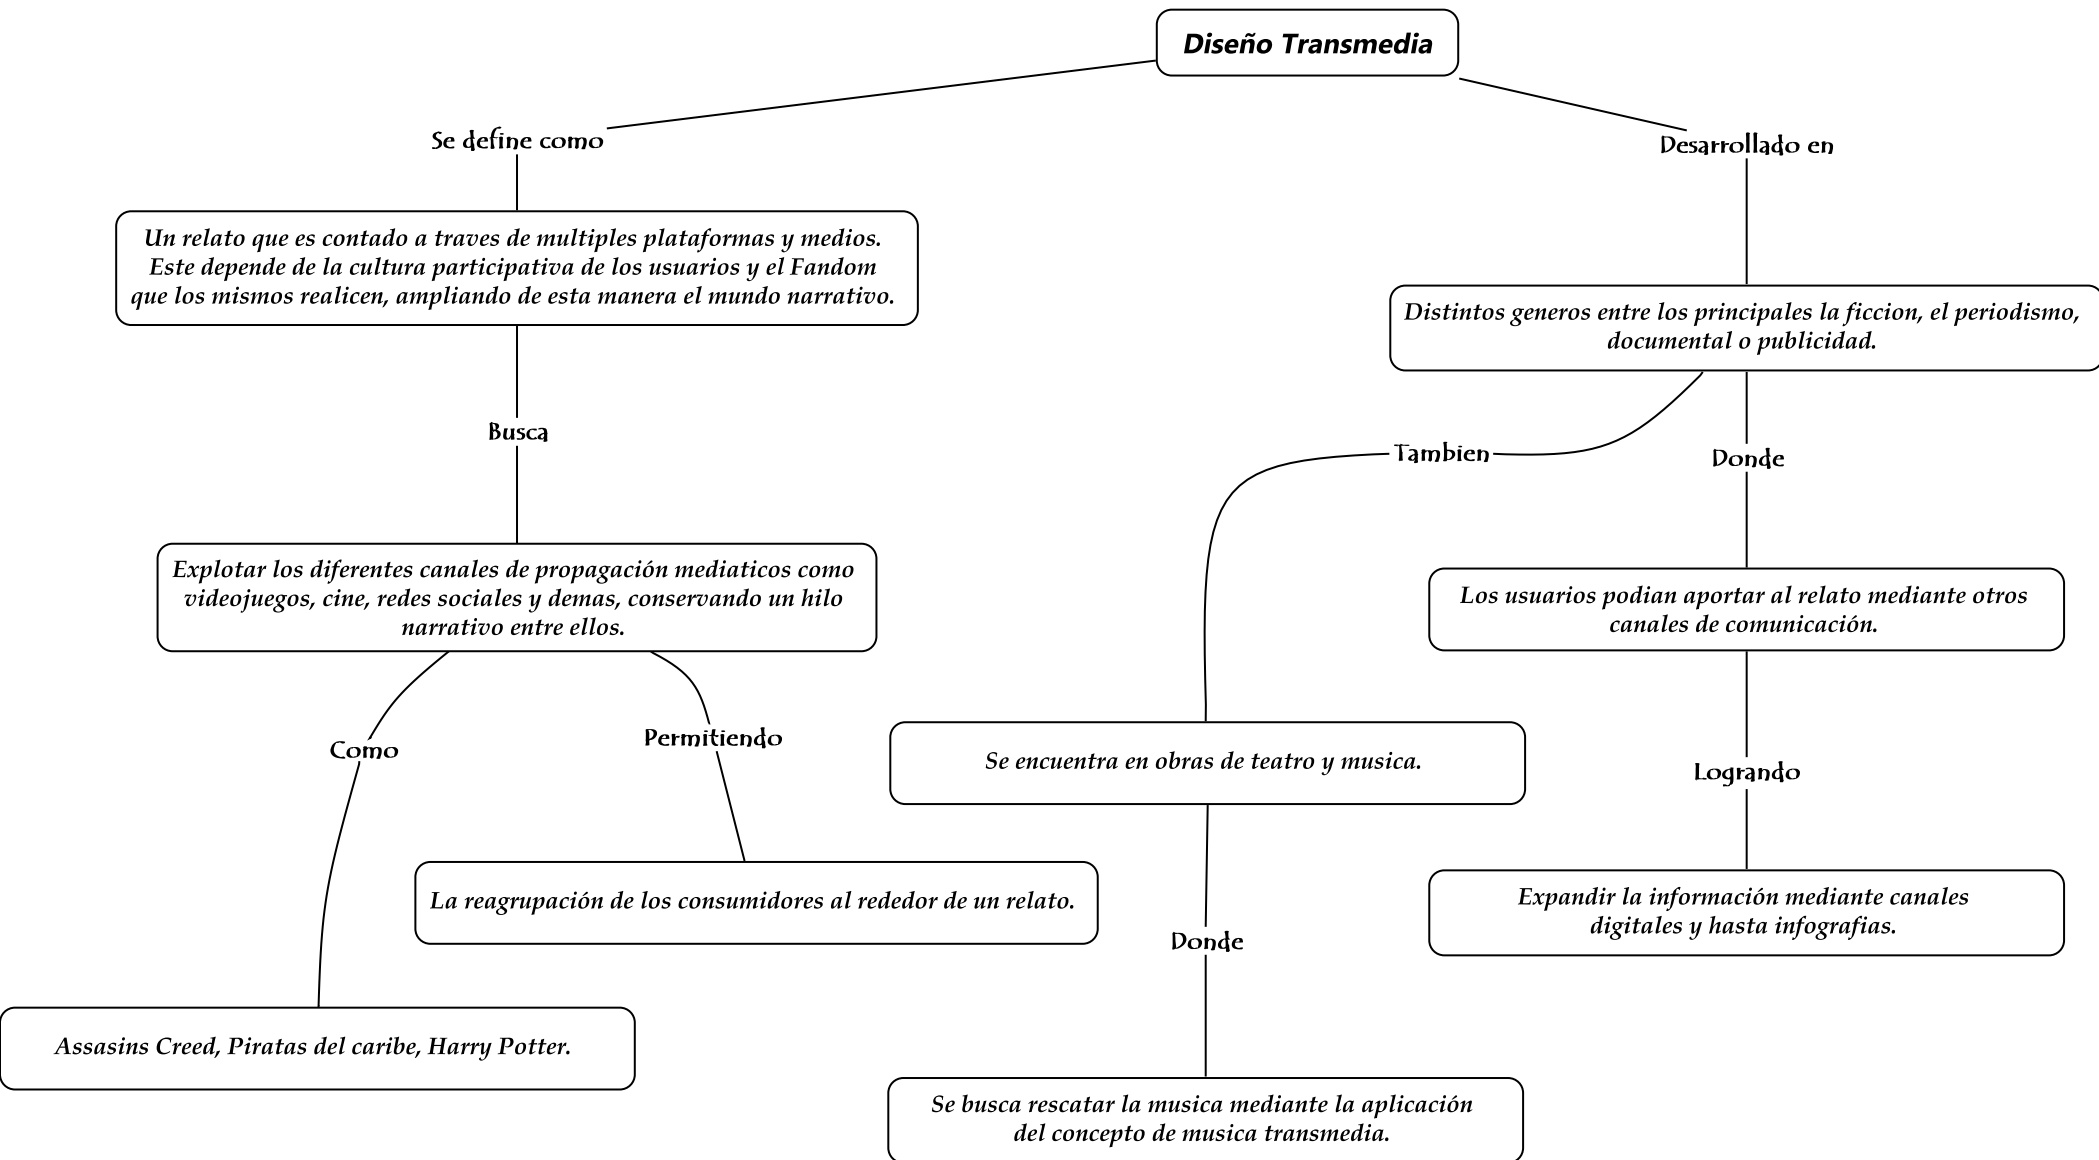 Diseño Transmedia
Se define como
Desarrollado en
Un relato que es contado a traves de multiples plataformas y medios.
Este depende de la cultura participativa de los usuarios y el Fandom
que los mismos realicen, ampliando de esta manera el mundo narrativo.
Distintos generos entre los principales la ficcion, el periodismo,
documental o publicidad.
Busca
Tambien
Donde
Explotar los diferentes canales de propagación mediaticos como
videojuegos, cine, redes sociales y demas, conservando un hilo
narrativo entre ellos.
Los usuarios podian aportar al relato mediante otros
canales de comunicación.
Como
Permitiendo
Se encuentra en obras de teatro y musica.
Logrando
La reagrupación de los consumidores al rededor de un relato.
Expandir la información mediante canales
digitales y hasta infografias.
Donde
Assasins Creed, Piratas del caribe, Harry Potter.
Se busca rescatar la musica mediante la aplicación
del concepto de musica transmedia.